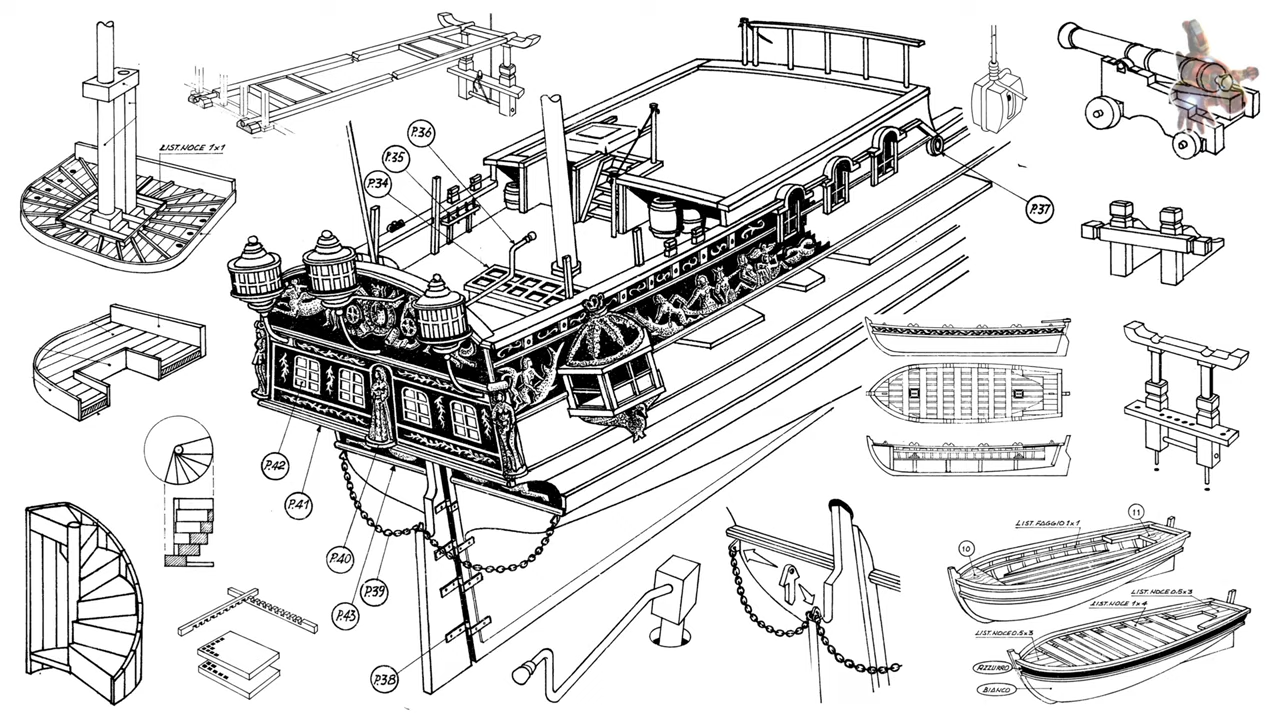 LIST. NOCE 1x1
P.36
P.35
P.34
P.37
P.42
P.41
P.40
P.39
P.43
P.38
LIST. FAGGIO 1x1
11
10
LIST. NOCE 0.5x3
LIST. NOCE 1x4
LIST. NOCE 0.5x3
AZZURRO
BIANCO